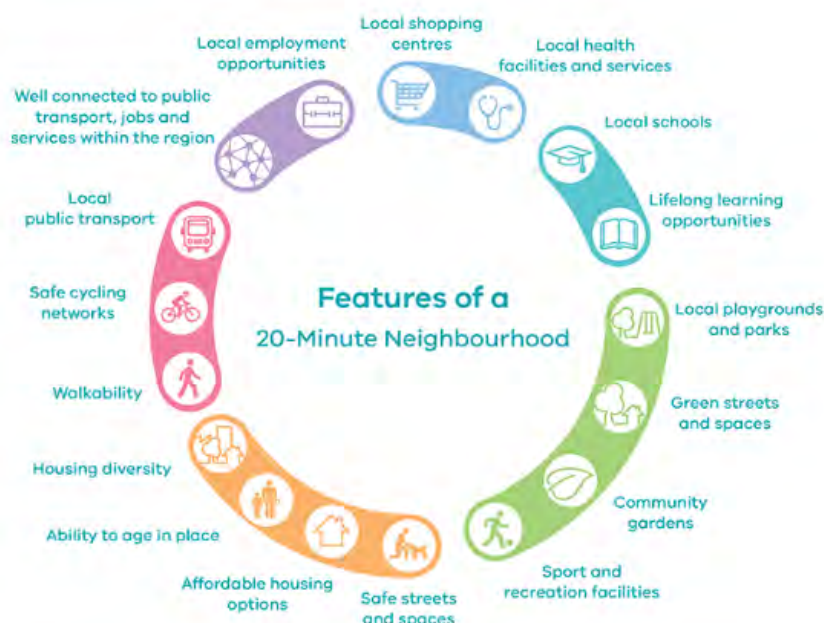 Local shopping
centres
Local health
facilities and services
Local schools
Lifelong learning
opportunities
Local playgrounds
and parks
Green streets
and spaces
Community
gardens
Sport and
recreation facilities
Safe streets
and spaces
Affordable housing
options
Ability to age in place
Housing diversity
Walkability
Safe cycling
networks
Local
public transport
Well connected to public
transport, jobs and
services within the region
Local employment
opportunities
Features of a
20-Minute Neighbourhood